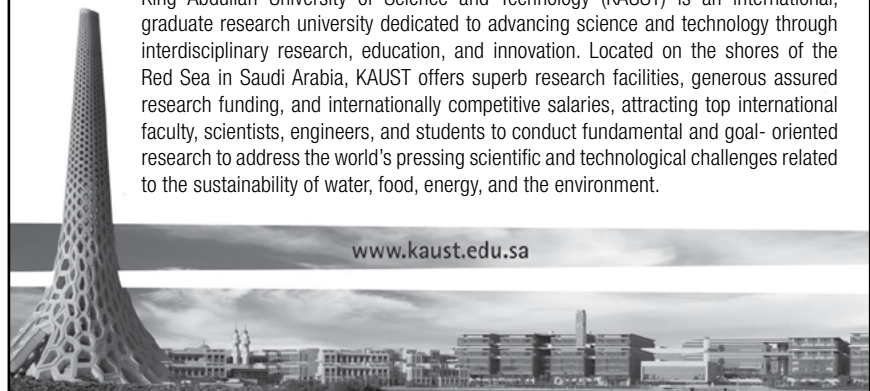 King Abdullah University of Science and Technology (KAUST) is an international,
graduate research university dedicated to advancing science and technology through
interdisciplinary research, education, and innovation. Located on the shores of the
Red Sea in Saudi Arabia, KAUST offers superb research facilities, generous assured
research funding, and internationally competitive salaries, attracting top international
faculty, scientists, engineers, and students to conduct fundamental and goal- oriented
research to address the world's pressing scientific and technological challenges related
to the sustainability of water, food, energy, and the environment.
www.kaust.edu.sa